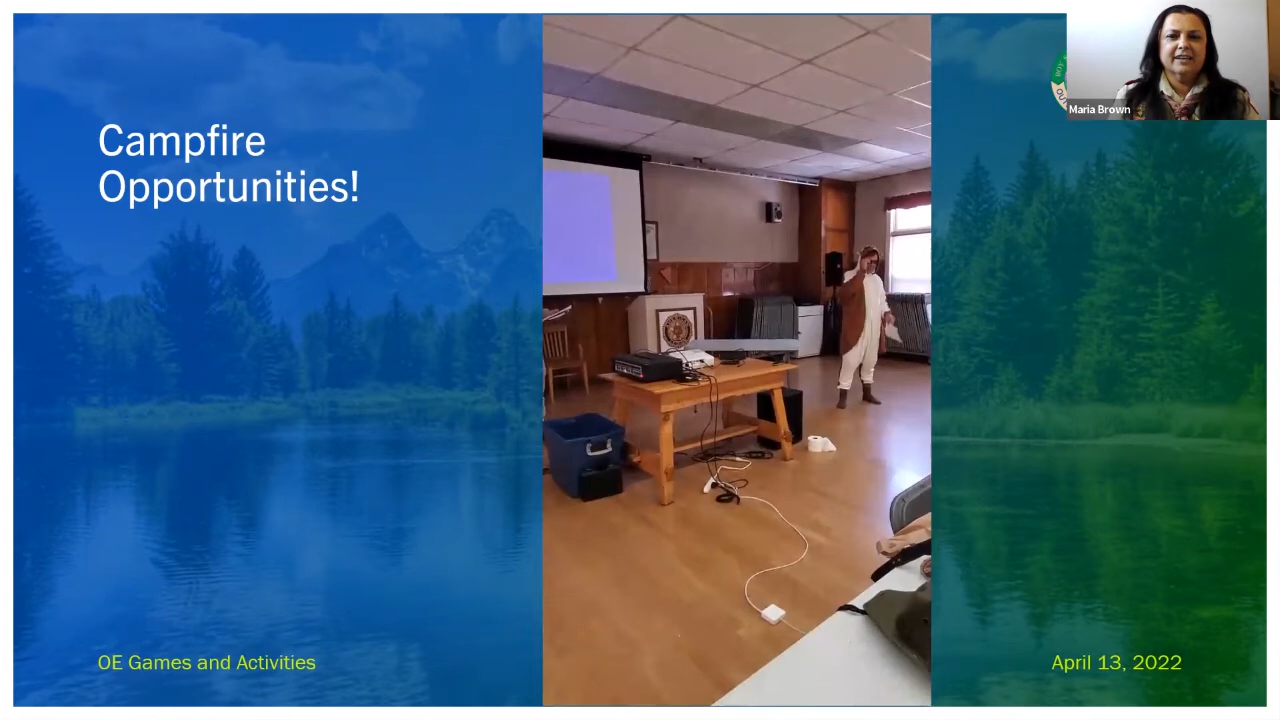 Campfire
Opportunities!
Maria Brown
OE Games and Activities
April 13, 2022